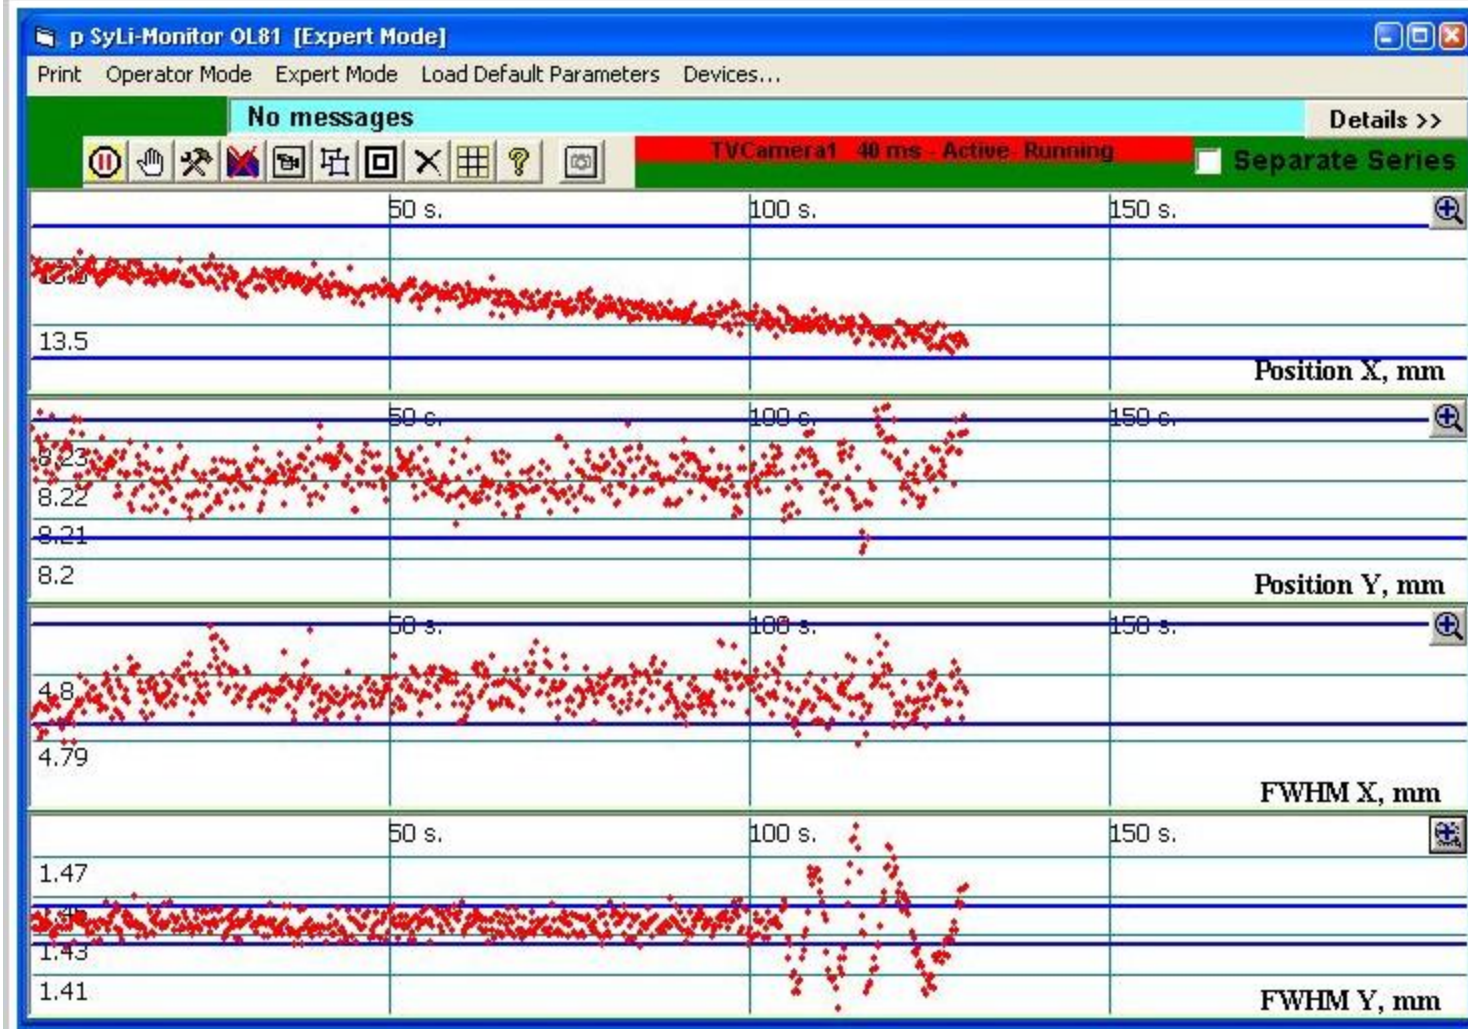 p SyLi-Monitor OL81 [Expert Mode]
Print Operator Mode Expert Mode Load Default Parameters Devices...
No messages
Details >>
TVCamera1 40 ms - Active Running
Separate Series
50 s. 100 s. 150 s.
13.5
Position X, mm
50 s. 100 s. 150 s.
8.23
8.22
8.21
8.2
Position Y, mm
50 s. 100 s. 150 s.
4.8
4.79
FWHM X, mm
50 s. 100 s. 150 s.
1.47
1.43
1.41
FWHM Y, mm